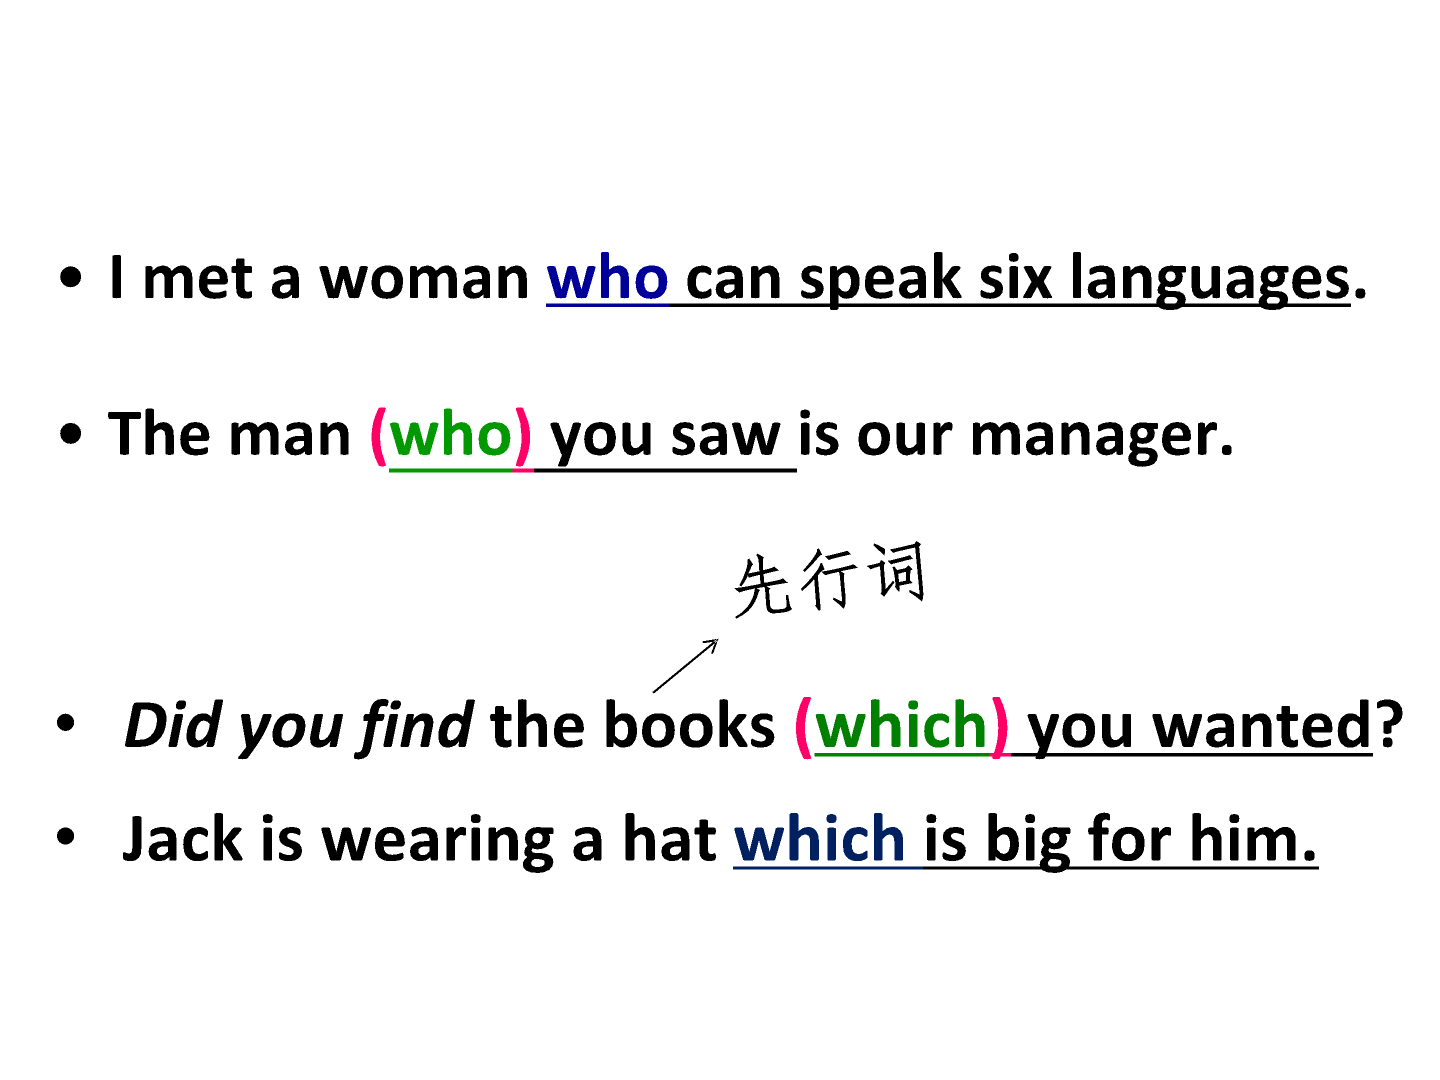 • I met a woman who can speak six languages.
• The man (who) you saw is our manager.
先行词
• Did you find the books (which) you wanted?
• Jack is wearing a hat which is big for him.